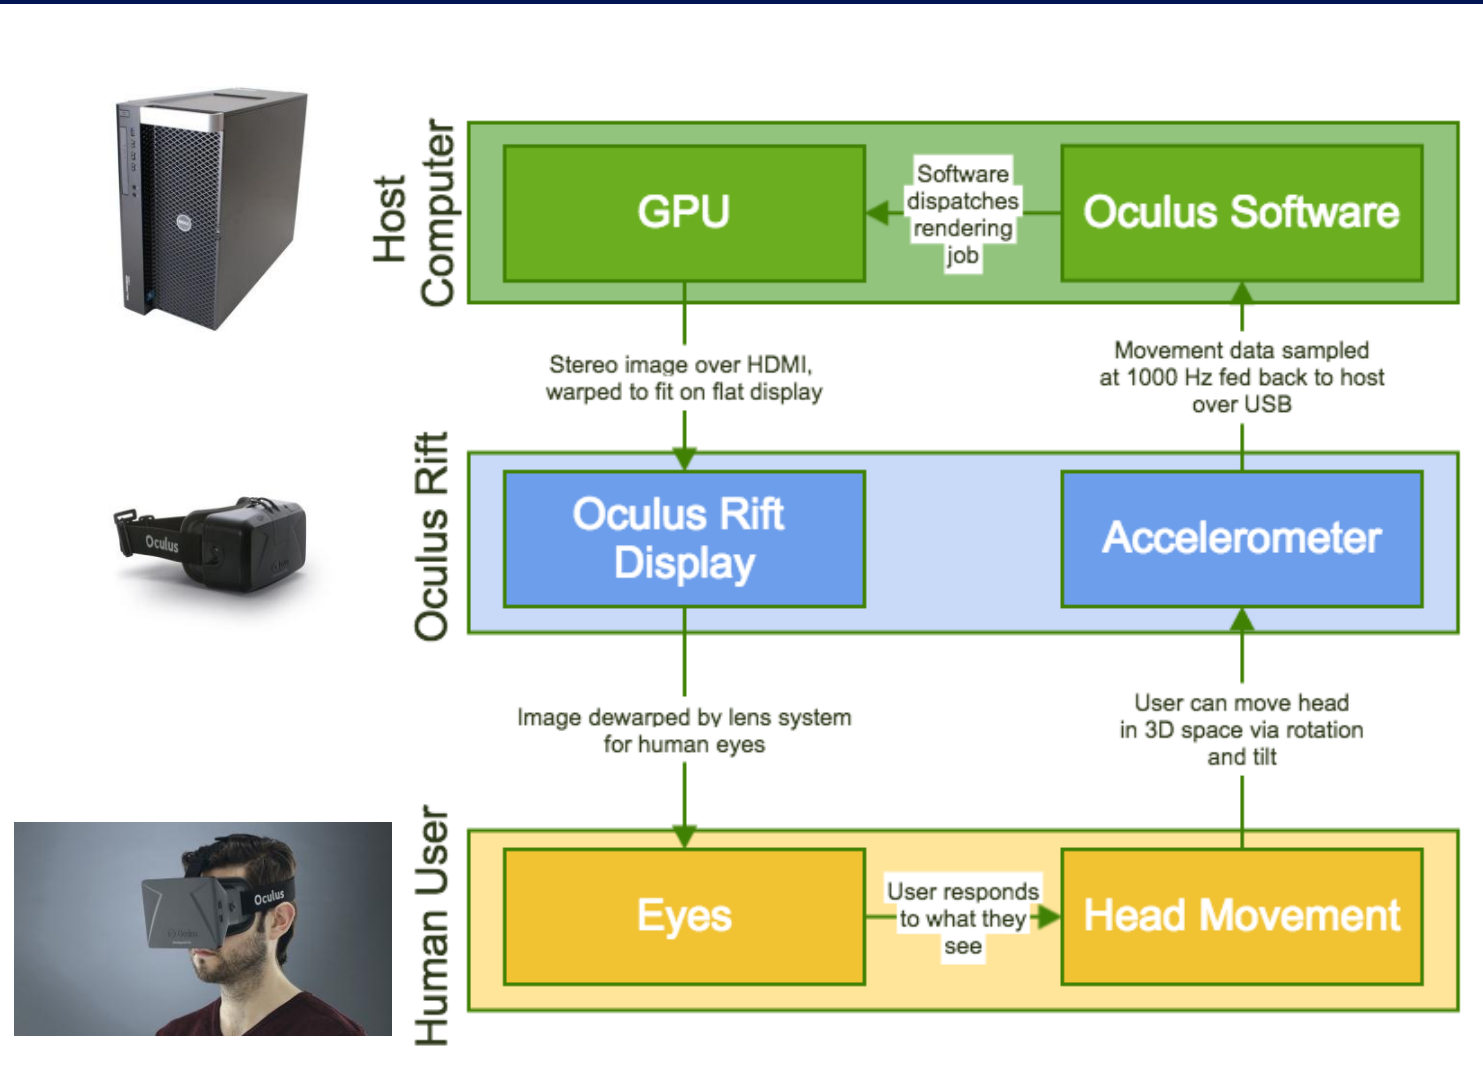 Host
Computer
GPU
Software
dispatches
rendering
job
Oculus Software
Stereo image over HDMI,
warped to fit on flat display
Movement data sampled
at 1000 Hz fed back to host
over USB
Oculus Rift
Oculus
Oculus Rift
Display
Accelerometer
Image dewarped by lens system
for human eyes
User can move head
in 3D space via rotation
and tilt
Human User
Oculus
Eyes
User responds
to what they
see
Head Movement